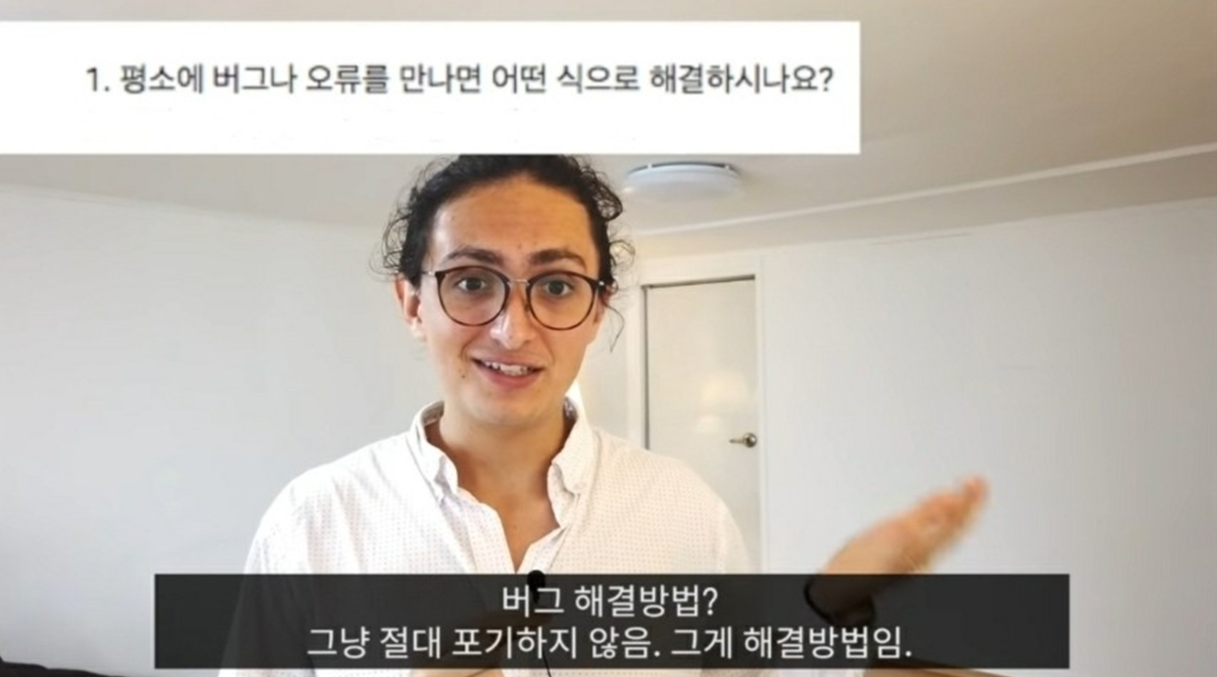 1. 평소에 버그나 오류를 만나면 어떤 식으로 해결하시나요?
버그 해결방법?
그냥 절대 포기하지 않음. 그게 해결방법임.